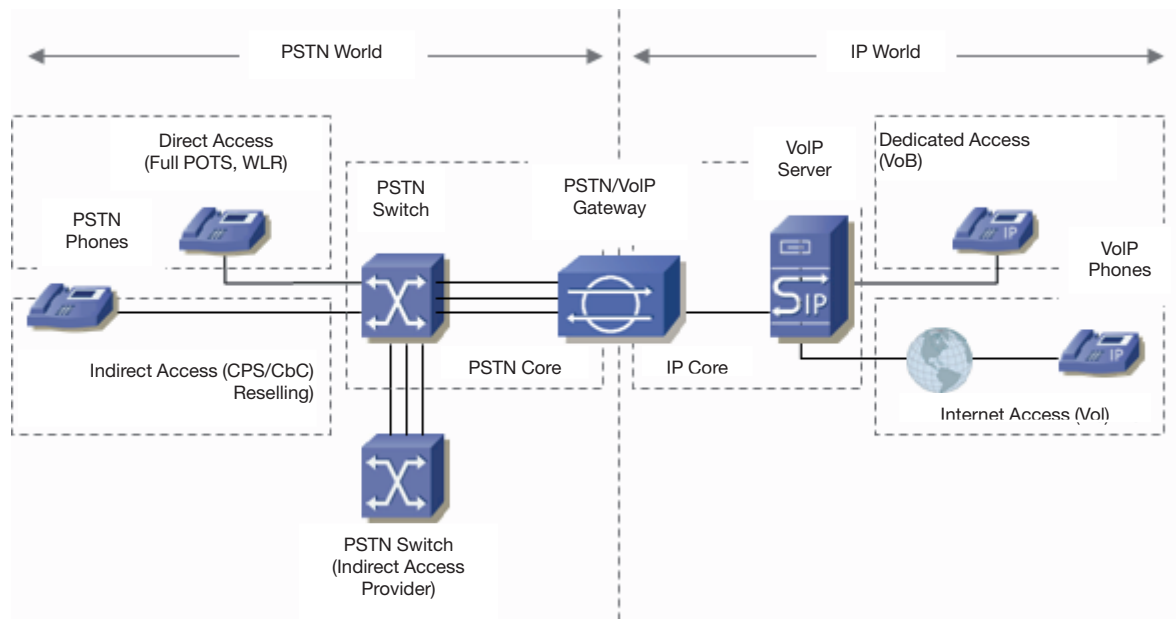 PSTN World
IP World
Direct Access
(Full POTS, WLR)
PSTN
Phones
PSTN
Switch
PSTN/VoIP
Gateway
VoIP
Server
Dedicated Access
(VoB)
IP
VoIP
Phones
SIP
Indirect Access (CPS/CbC)
Reselling)
PSTN Core
IP Core
IP
Internet Access (VoI)
PSTN Switch
(Indirect Access
Provider)